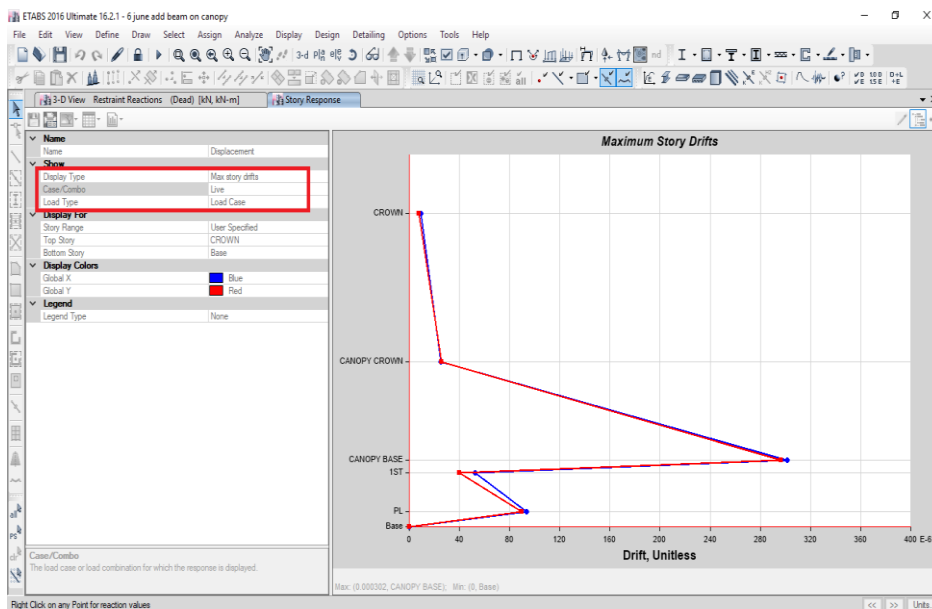 ETABS 2016 Ultimate 16.2.1 - 6 june add beam on canopy
File Edit View Define Draw Select Assign Analyze Display Design Detailing Options Tools Help
3-d
3-D View Restraint Reactions (Dead) [kN, kN-m] Story Response
Name
Name Displacement
Show
Display Type Max story drifts
Case/Combo Live
Load Type Load Case
Display For
Story Range User Specified
Top Story CROWN
Bottom Story Base
Display Colors
Global X Blue
Global Y Red
Legend
Legend Type None
Case/Combo
The load case or load combination for which the response is displayed.
Maximum Story Drifts
CROWN
CANOPY CROWN
CANOPY BASE
1ST
PL
Base
0 40 80 120 160 200 240 280 320 360 400 E-6
Drift, Unitless
Max: (0.000302, CANOPY BASE); Min: (0, Base)
all
PS
clr
Right Click on any Point for reaction values
<< >> Units